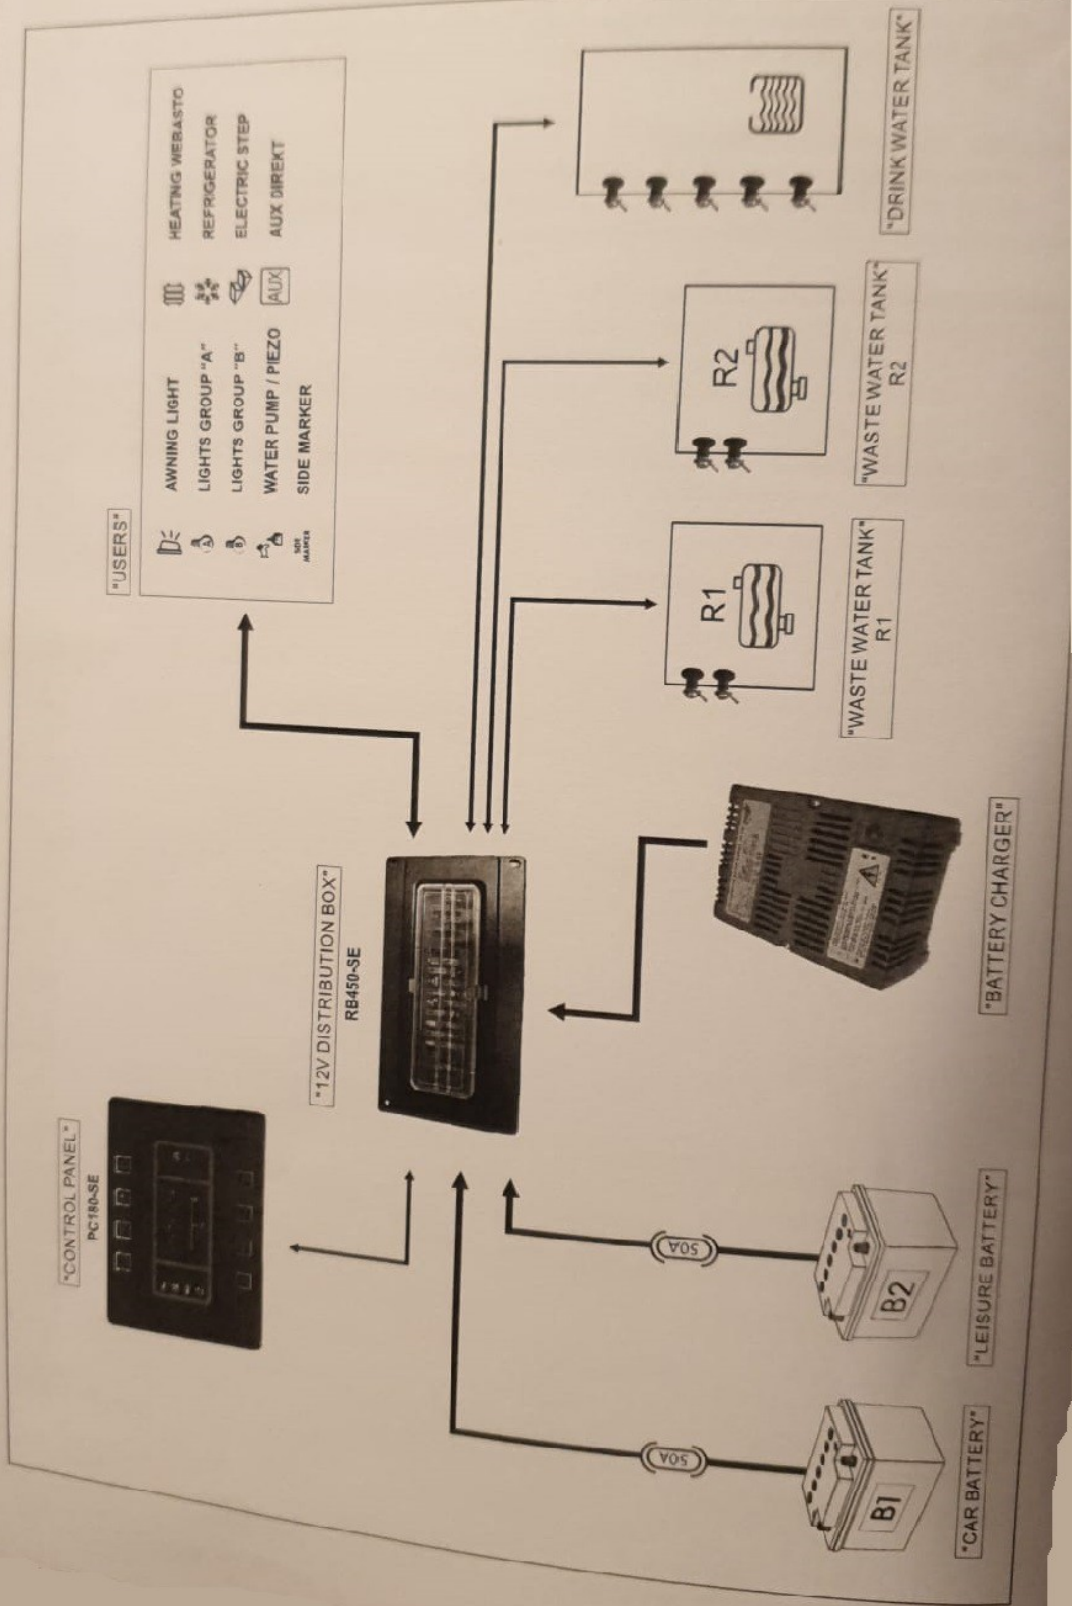 "CONTROL PANEL"
PC180-SE
"12V DISTRIBUTION BOX"
RB450-SE
"USERS"
AWNING LIGHT
HEATING WEBASTO
A
LIGHTS GROUP "A"
REFRIGERATOR
B
LIGHTS GROUP "B"
ELECTRIC STEP
WATER PUMP / PIEZO
AUX
AUX DIREKT
SIDE
MARKER
SIDE MARKER
50A
50A
B1
B2
R1
R2
"CAR BATTERY"
"LEISURE BATTERY"
"BATTERY CHARGER"
"WASTE WATER TANK"
R1
"WASTE WATER TANK"
R2
"DRINK WATER TANK"